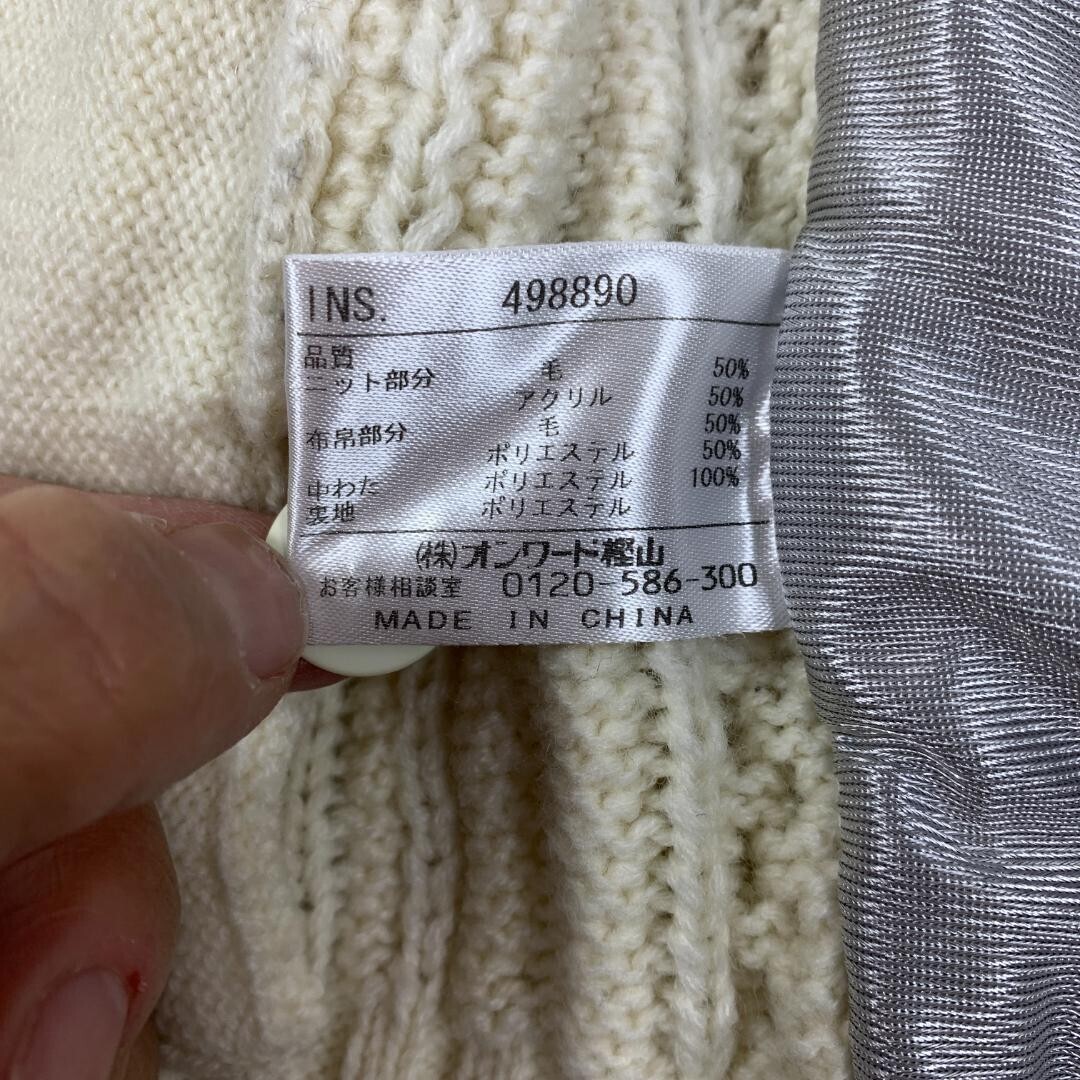 INS. 498890
品質
ニット部分 毛 50%
アクリル 50%
布帛部分 毛 50%
ポリエステル 50%
中わた ポリエステル 100%
裏地 ポリエステル
(株)オンワード樫山
お客様相談室 0120-586-300
MADE IN CHINA